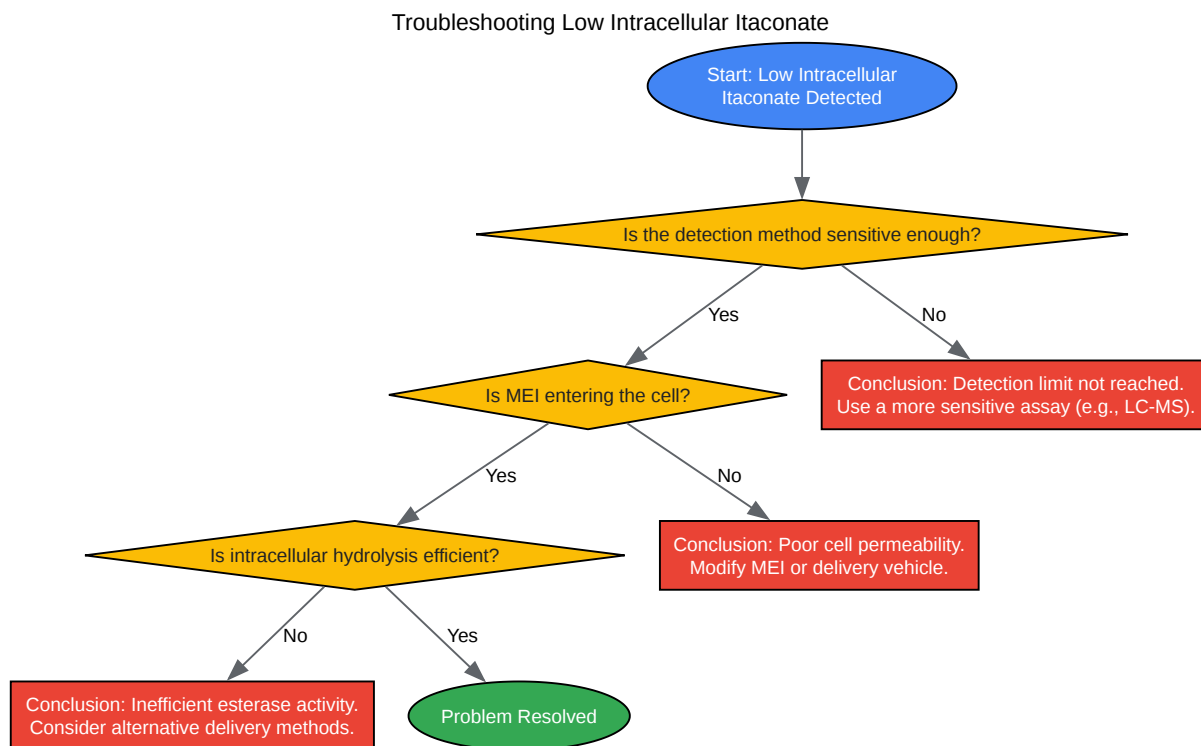 Troubleshooting Low Intracellular Itaconate
Start: Low Intracellular
Itaconate Detected
Is the detection method sensitive enough?
Yes
No
Is MEI entering the cell?
Conclusion: Detection limit not reached.
Use a more sensitive assay (e.g., LC-MS).
Yes
No
Is intracellular hydrolysis efficient?
Conclusion: Poor cell permeability.
Modify MEI or delivery vehicle.
No
Yes
Conclusion: Inefficient esterase activity.
Consider alternative delivery methods.
Problem Resolved